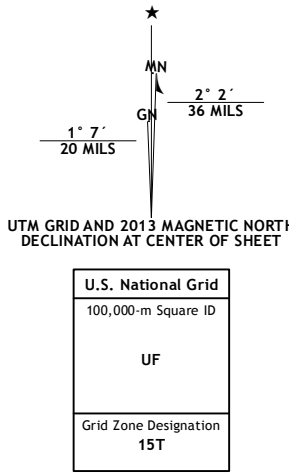 ★
MN
2° 2´
36 MILS
GN
1° 7´
20 MILS
UTM GRID AND 2013 MAGNETIC NORTH
DECLINATION AT CENTER OF SHEET
U.S. National Grid
100,000-m Square ID
UF
Grid Zone Designation
15T